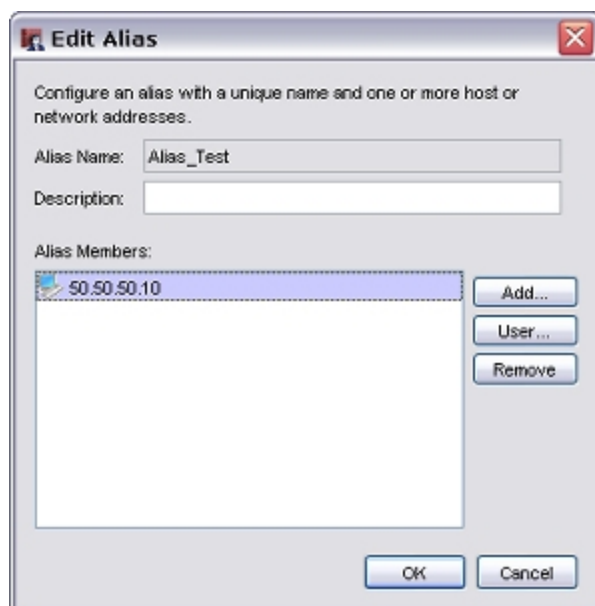 Edit Alias
Configure an alias with a unique name and one or more host or
network addresses.
Alias Name: Alias_Test
Description:
Alias Members:
50.50.50.10
Add...
User...
Remove
OK
Cancel